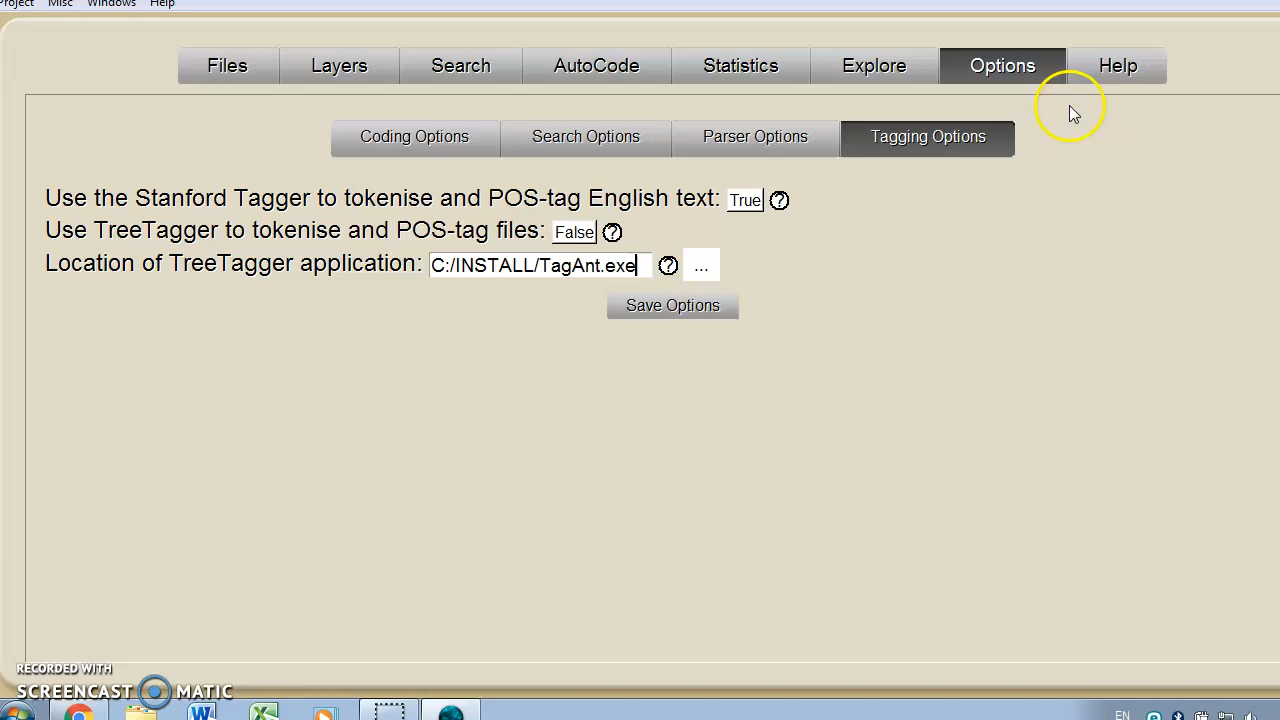 Project Misc Windows Help
Files Layers Search AutoCode Statistics Explore Options Help
Coding Options Search Options Parser Options Tagging Options
Use the Stanford Tagger to tokenise and POS-tag English text: True ?
Use TreeTagger to tokenise and POS-tag files: False ?
Location of TreeTagger application: C:/INSTALL/TagAnt.exe ? ...
Save Options
RECORDED WITH
SCREENCAST MATIC
EN